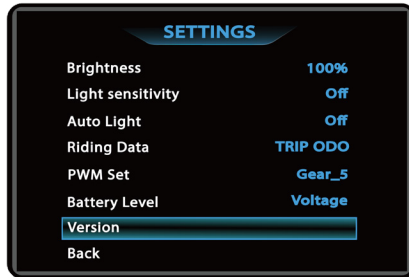 SETTINGS
Brightness 100%
Light sensitivity Off
Auto Light Off
Riding Data TRIP ODO
PWM Set Gear_5
Battery Level Voltage
Version
Back